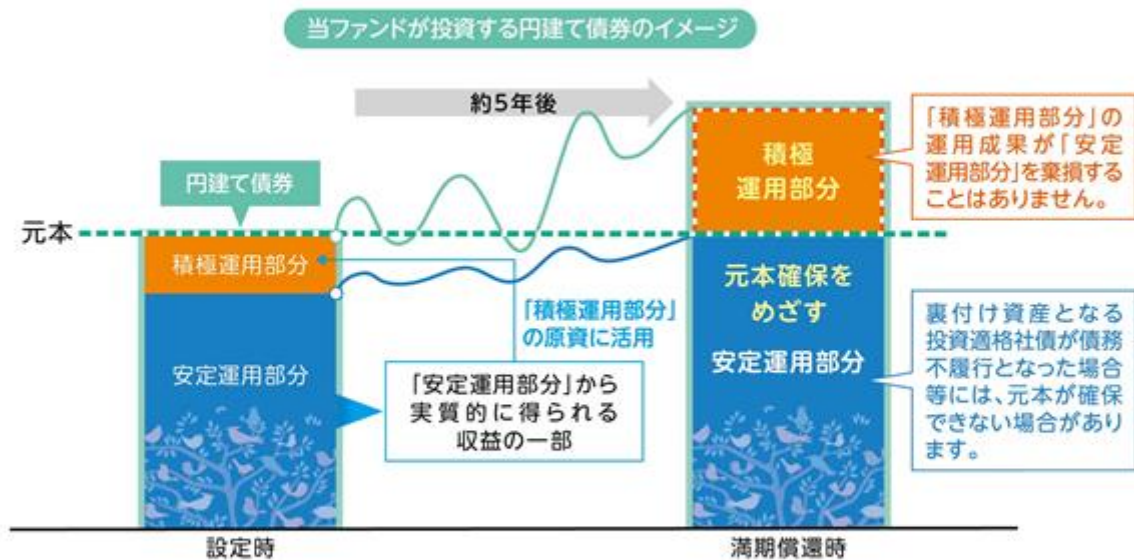 当ファンドが投資する円建て債券のイメージ
約5年後
円建て債券
元本
積極運用部分
安定運用部分
「積極運用部分」
の原資に活用
「安定運用部分」から
実質的に得られる
収益の一部
積極
運用部分
元本確保を
めざす
安定運用部分
「積極運用部分」の
運用成果が「安定
運用部分」を棄損する
ことはありません。
裏付け資産となる
投資適格社債が債務
不履行となった場合
等には、元本が確保
できない場合があり
ます。
設定時
満期償還時